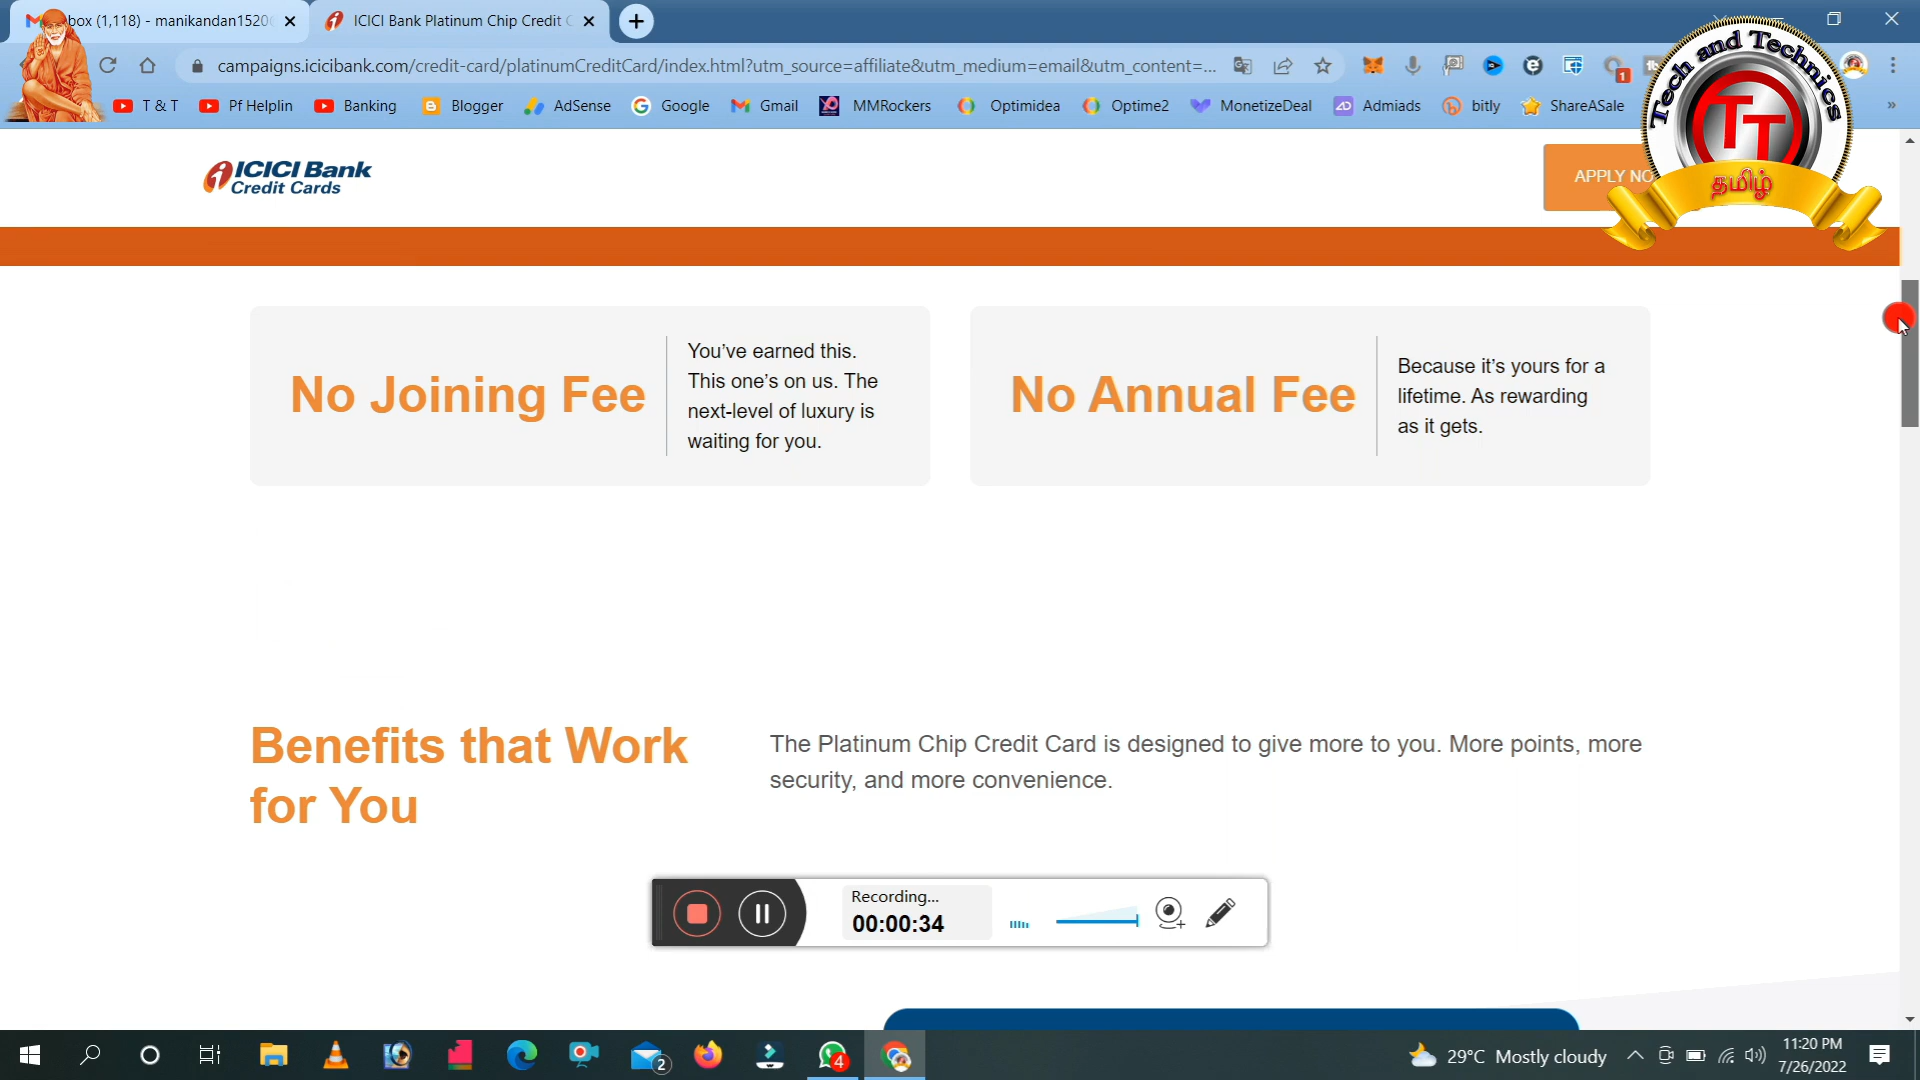 box (1,118) - manikandan1520
ICICI Bank Platinum Chip Credit C
campaigns.icicibank.com/credit-card/platinumCreditCard/index.html?utm_source=affiliate&utm_medium=email&utm_content=...
1
T & T
Pf Helplin
Banking
Blogger
AdSense
Google
Gmail
MMRockers
Optimidea
Optime2
MonetizeDeal
Admiads
bitly
ShareASale
»
Tech and Technics
TT
தமிழ்
ICICI Bank
Credit Cards
APPLY NO
No Joining Fee
You’ve earned this.
This one’s on us. The
next-level of luxury is
waiting for you.
No Annual Fee
Because it’s yours for a
lifetime. As rewarding
as it gets.
Benefits that Work
for You
The Platinum Chip Credit Card is designed to give more to you. More points, more
security, and more convenience.
Recording...
00:00:34
2
4
29°C Mostly cloudy
11:20 PM
7/26/2022